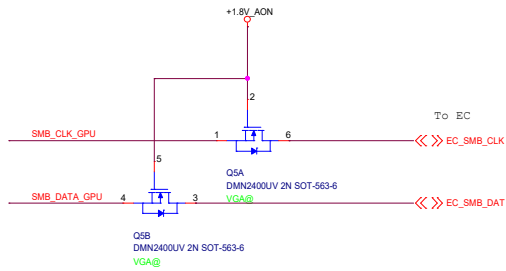 +1.8V_AON
2
To EC
SMB_CLK_GPU
1
6
EC_SMB_CLK
5
Q5A
DMN2400UV 2N SOT-563-6
VGA@
SMB_DATA_GPU
4
3
EC_SMB_DAT
Q5B
DMN2400UV 2N SOT-563-6
VGA@